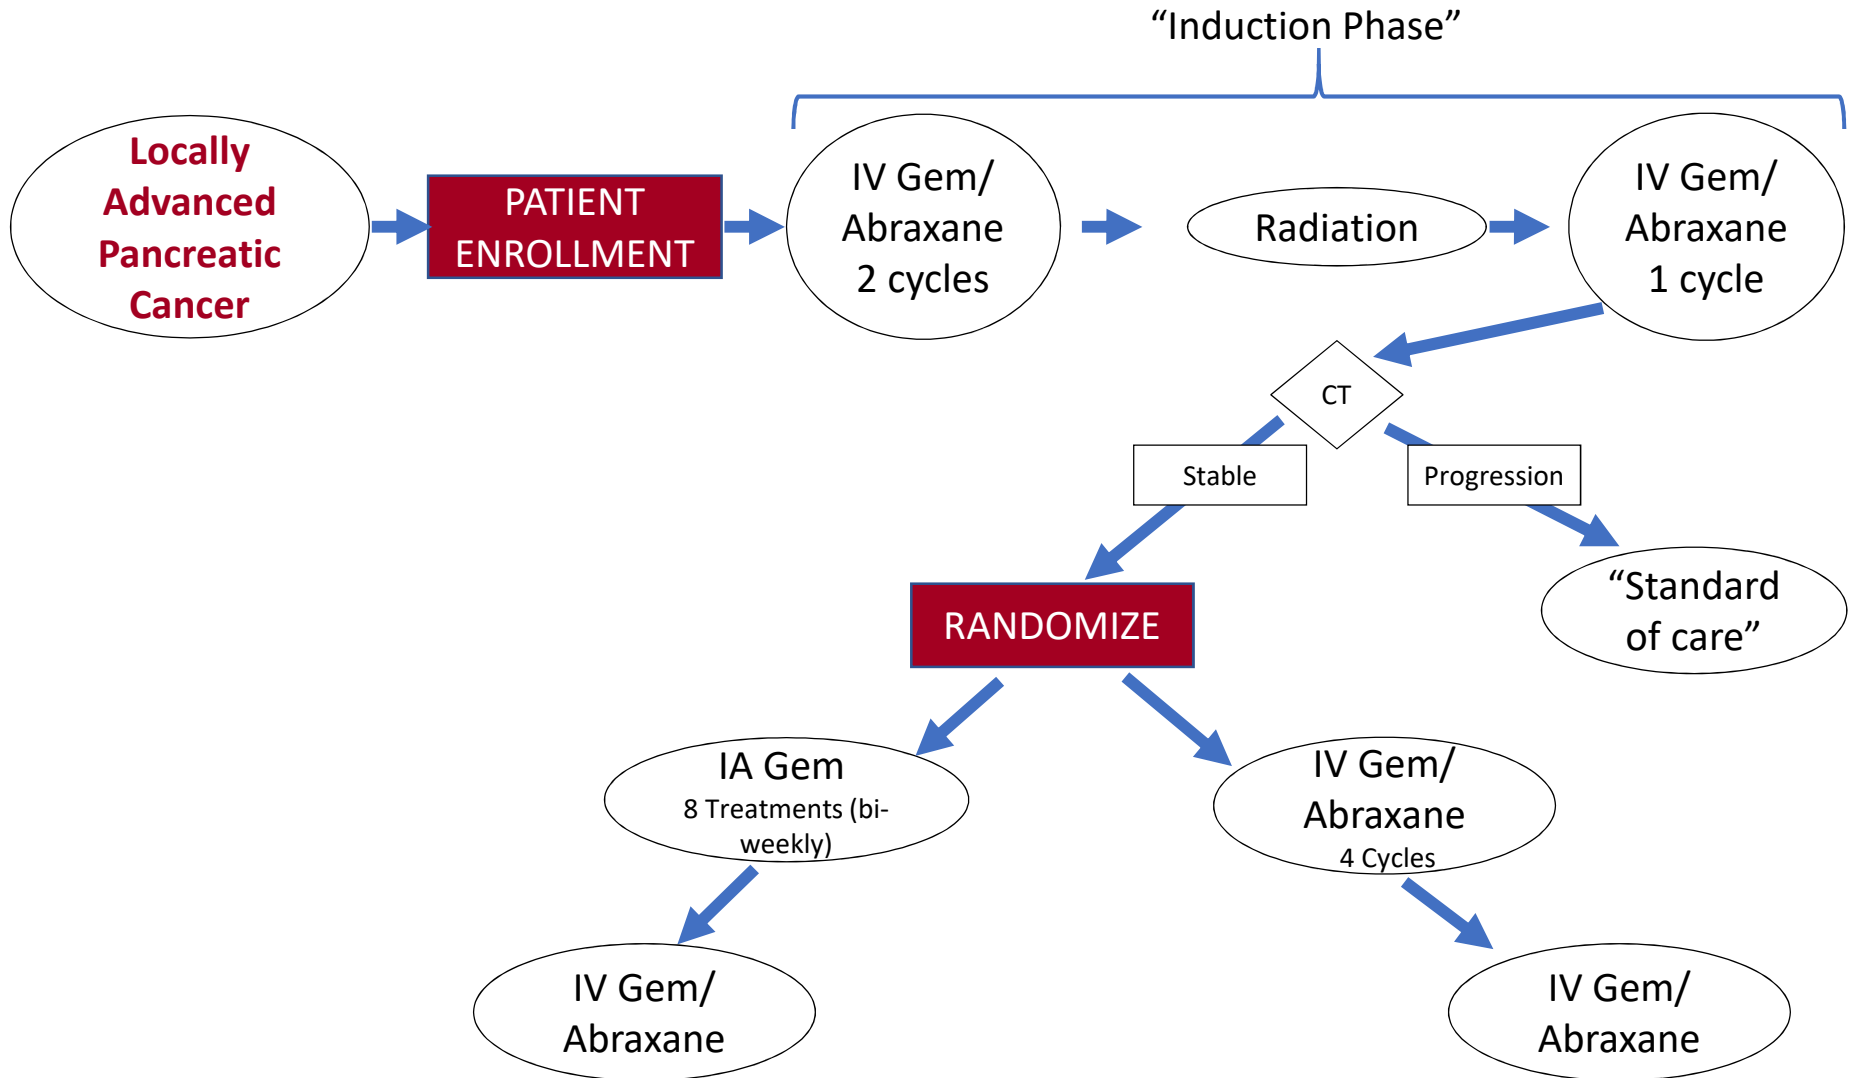 “Induction Phase”
Locally
Advanced
Pancreatic
Cancer
PATIENT
ENROLLMENT
IV Gem/
Abraxane
2 cycles
Radiation
IV Gem/
Abraxane
1 cycle
CT
Stable
Progression
“Standard
of care”
RANDOMIZE
IA Gem
8 Treatments (bi-
weekly)
IV Gem/
Abraxane
4 Cycles
IV Gem/
Abraxane
IV Gem/
Abraxane